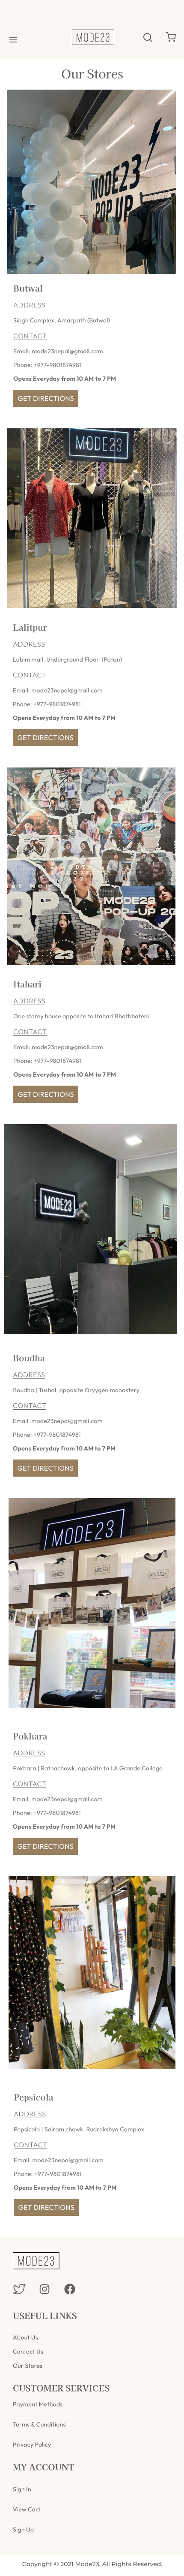 MODE23
Our Stores
MODE23
POP UP
Butwal
ADDRESS
Singh Complex, Amarpath (Butwal)
CONTACT
Email: mode23nepal@gmail.com
Phone: +977-9801874981
Opens Everyday from 10 AM to 7 PM
GET DIRECTIONS
MODE23
Lalitpur
ADDRESS
Labim mall, Underground Floor (Patan)
CONTACT
Email: mode23nepal@gmail.com
Phone: +977-9801874981
Opens Everyday from 10 AM to 7 PM
GET DIRECTIONS
MODE23
POP-UP
Itahari
ADDRESS
One storey house opposite to Itahari Bhatbhateni
CONTACT
Email: mode23nepal@gmail.com
Phone: +977-9801874981
Opens Everyday from 10 AM to 7 PM
GET DIRECTIONS
MODE23
Boudha
ADDRESS
Boudha | Tushal, opposite Oryygen monastery
CONTACT
Email: mode23nepal@gmail.com
Phone: +977-9801874981
Opens Everyday from 10 AM to 7 PM
GET DIRECTIONS
MODE23
Pokhara
ADDRESS
Pokhara | Ratnachowk, opposite to LA Grande College
CONTACT
Email: mode23nepal@gmail.com
Phone: +977-9801874981
Opens Everyday from 10 AM to 7 PM
GET DIRECTIONS
Pepsicola
ADDRESS
Pepsicola | Sairam chowk, Rudrakshya Complex
CONTACT
Email: mode23nepal@gmail.com
Phone: +977-9801874981
Opens Everyday from 10 AM to 7 PM
GET DIRECTIONS
MODE23
USEFUL LINKS
About Us
Contact Us
Our Stores
CUSTOMER SERVICES
Payment Methods
Terms & Conditions
Privacy Policy
MY ACCOUNT
Sign In
View Cart
Sign Up
Copyright © 2021 Made23. All Rights Reserved.